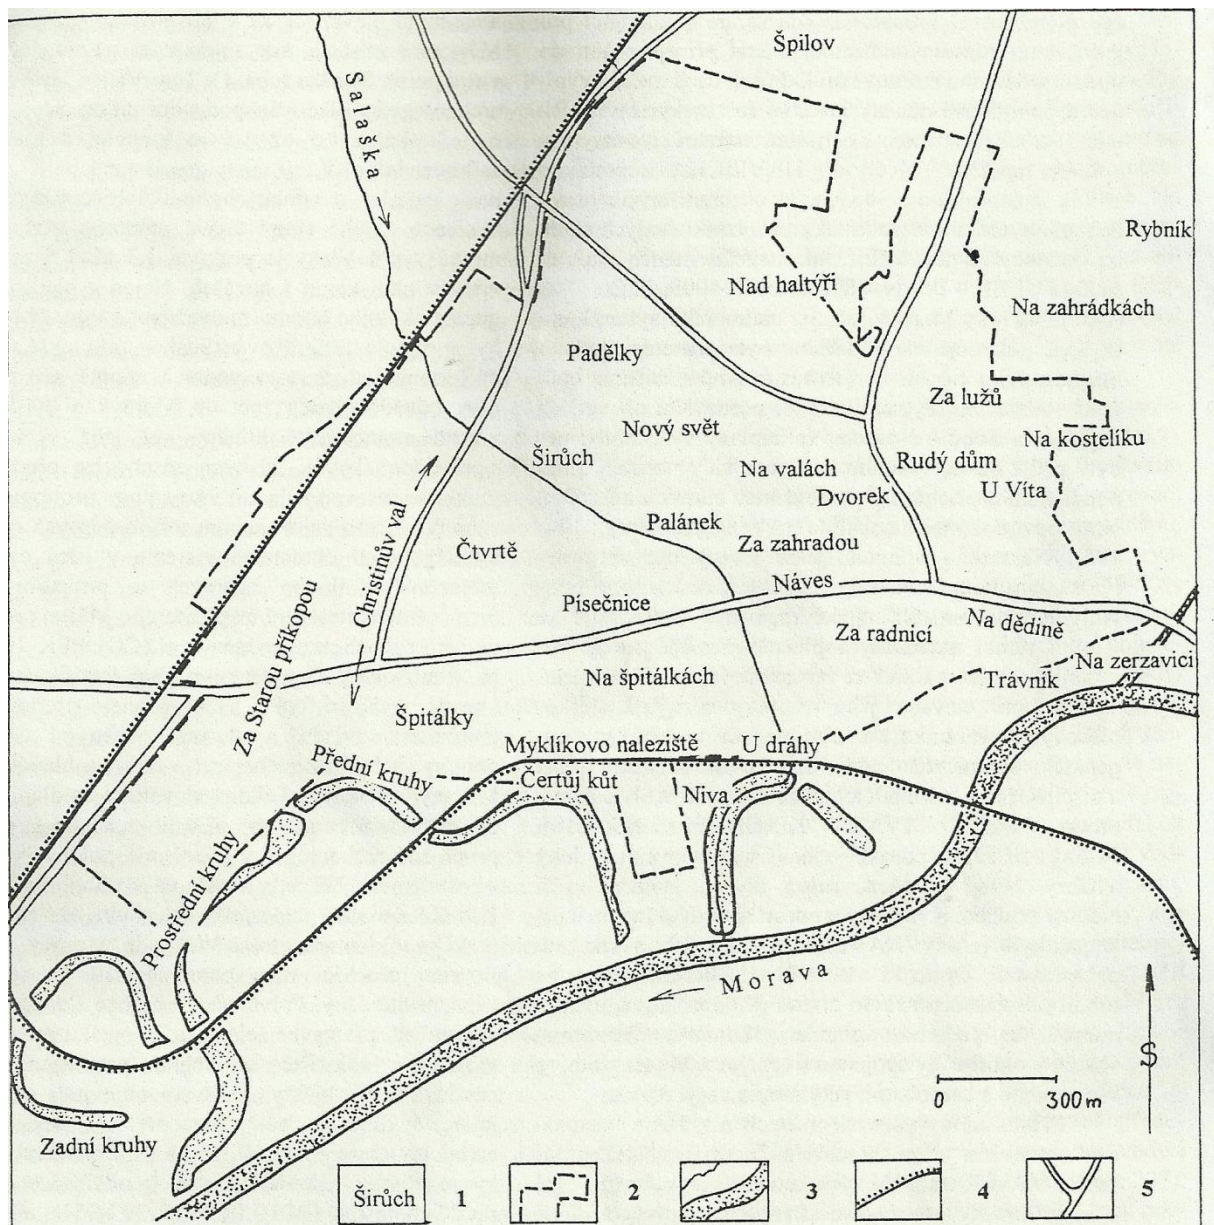 Špilov
Salaška
Rybník
Nad haltýři
Na zahrádkách
Padělky
Za lužů
Nový svět
Na kostelíku
Širůch
Na valách
Rudý dům
U Víta
Dvorek
Palánek
Za zahradou
Čtvrtě
Christinuv val
Náves
Písečnice
Na dědině
Za radnicí
Na zerzavici
Na špitálkách
Trávník
Za Starou příkopou
Špitálky
Myklíkovo naleziště
U dráhy
Přední kruhy
Čertůj kůt
Niva
Prostřední kruhy
Morava
S
0 300 m
Zadní kruhy
Širůch 1 2 3 4 5